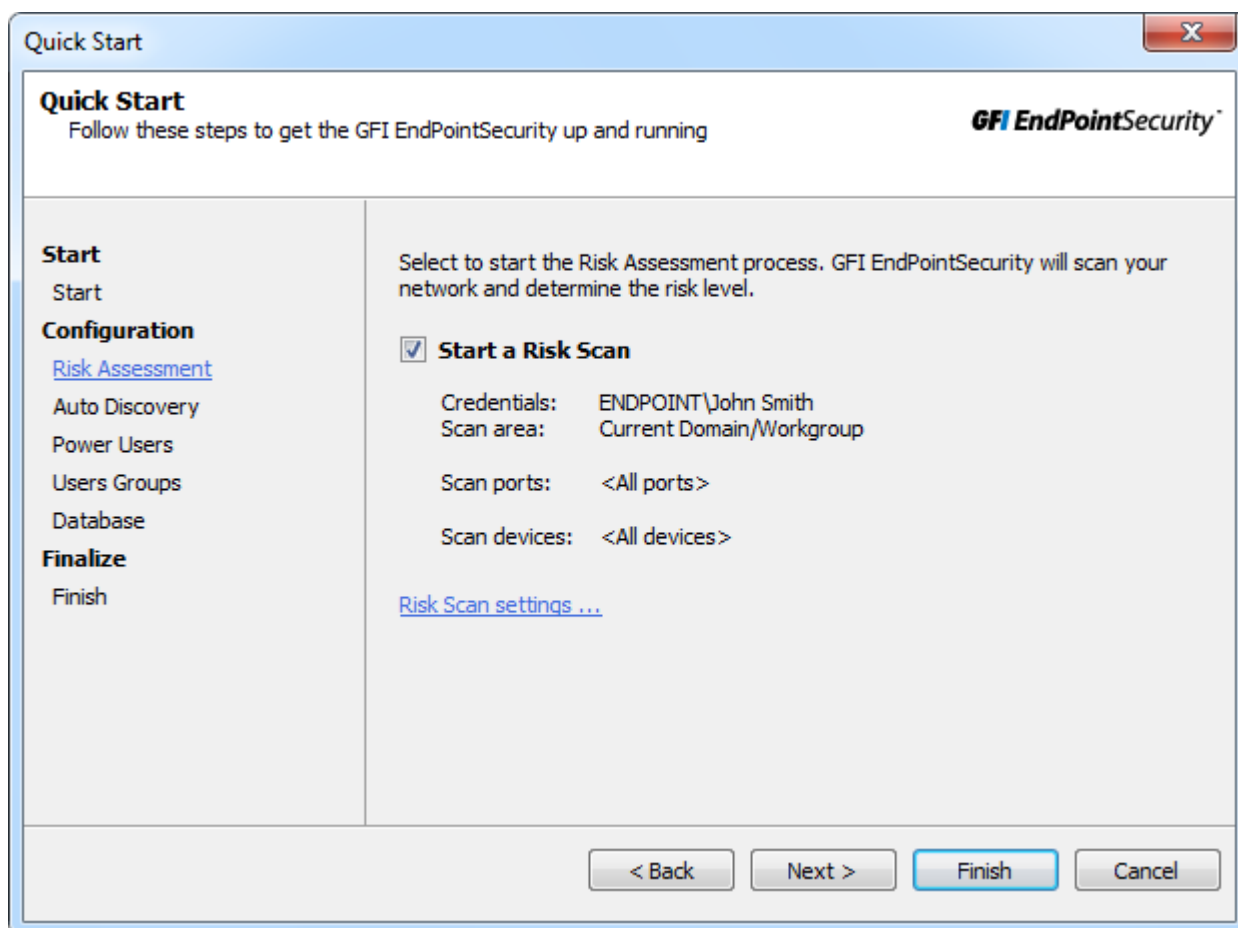 Quick Start
Quick Start
Follow these steps to get the GFI EndPointSecurity up and running
GFI EndPointSecurity™
Start
Start
Configuration
Risk Assessment
Auto Discovery
Power Users
Users Groups
Database
Finalize
Finish
Select to start the Risk Assessment process. GFI EndPointSecurity will scan your
network and determine the risk level.
Start a Risk Scan
Credentials: ENDPOINT\John Smith
Scan area: Current Domain/Workgroup
Scan ports: <All ports>
Scan devices: <All devices>
Risk Scan settings ...
< Back
Next >
Finish
Cancel